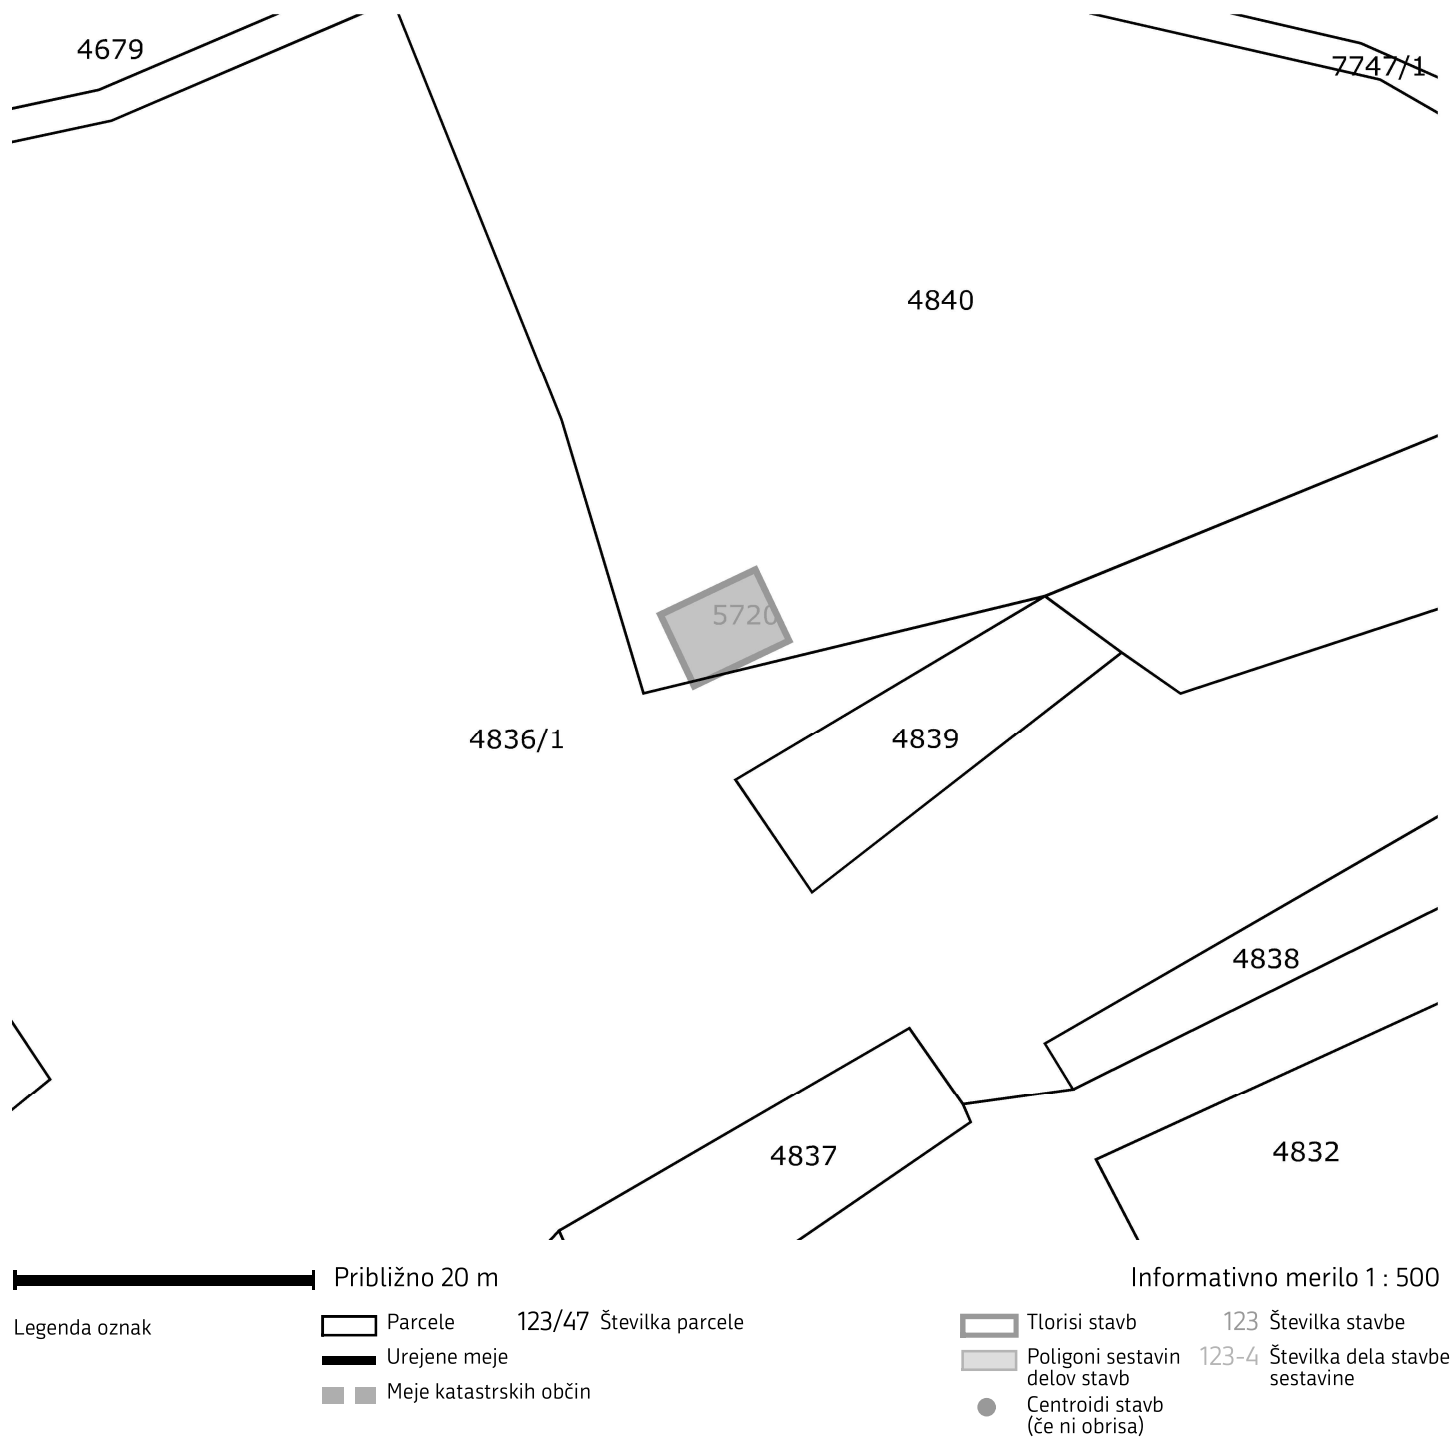 4679
7747/1
4840
5720
4836/1
4839
4838
4837
4832
Približno 20 m
Informativno merilo 1 : 500
Legenda oznak
Parcele
123/47 Številka parcele
Urejene meje
Meje katastrskih občin
Tlorisi stavb
123 Številka stavbe
Poligoni sestavin
delov stavb
123-4 Številka dela stavbe
sestavine
Centroidi stavb
(če ni obrisa)